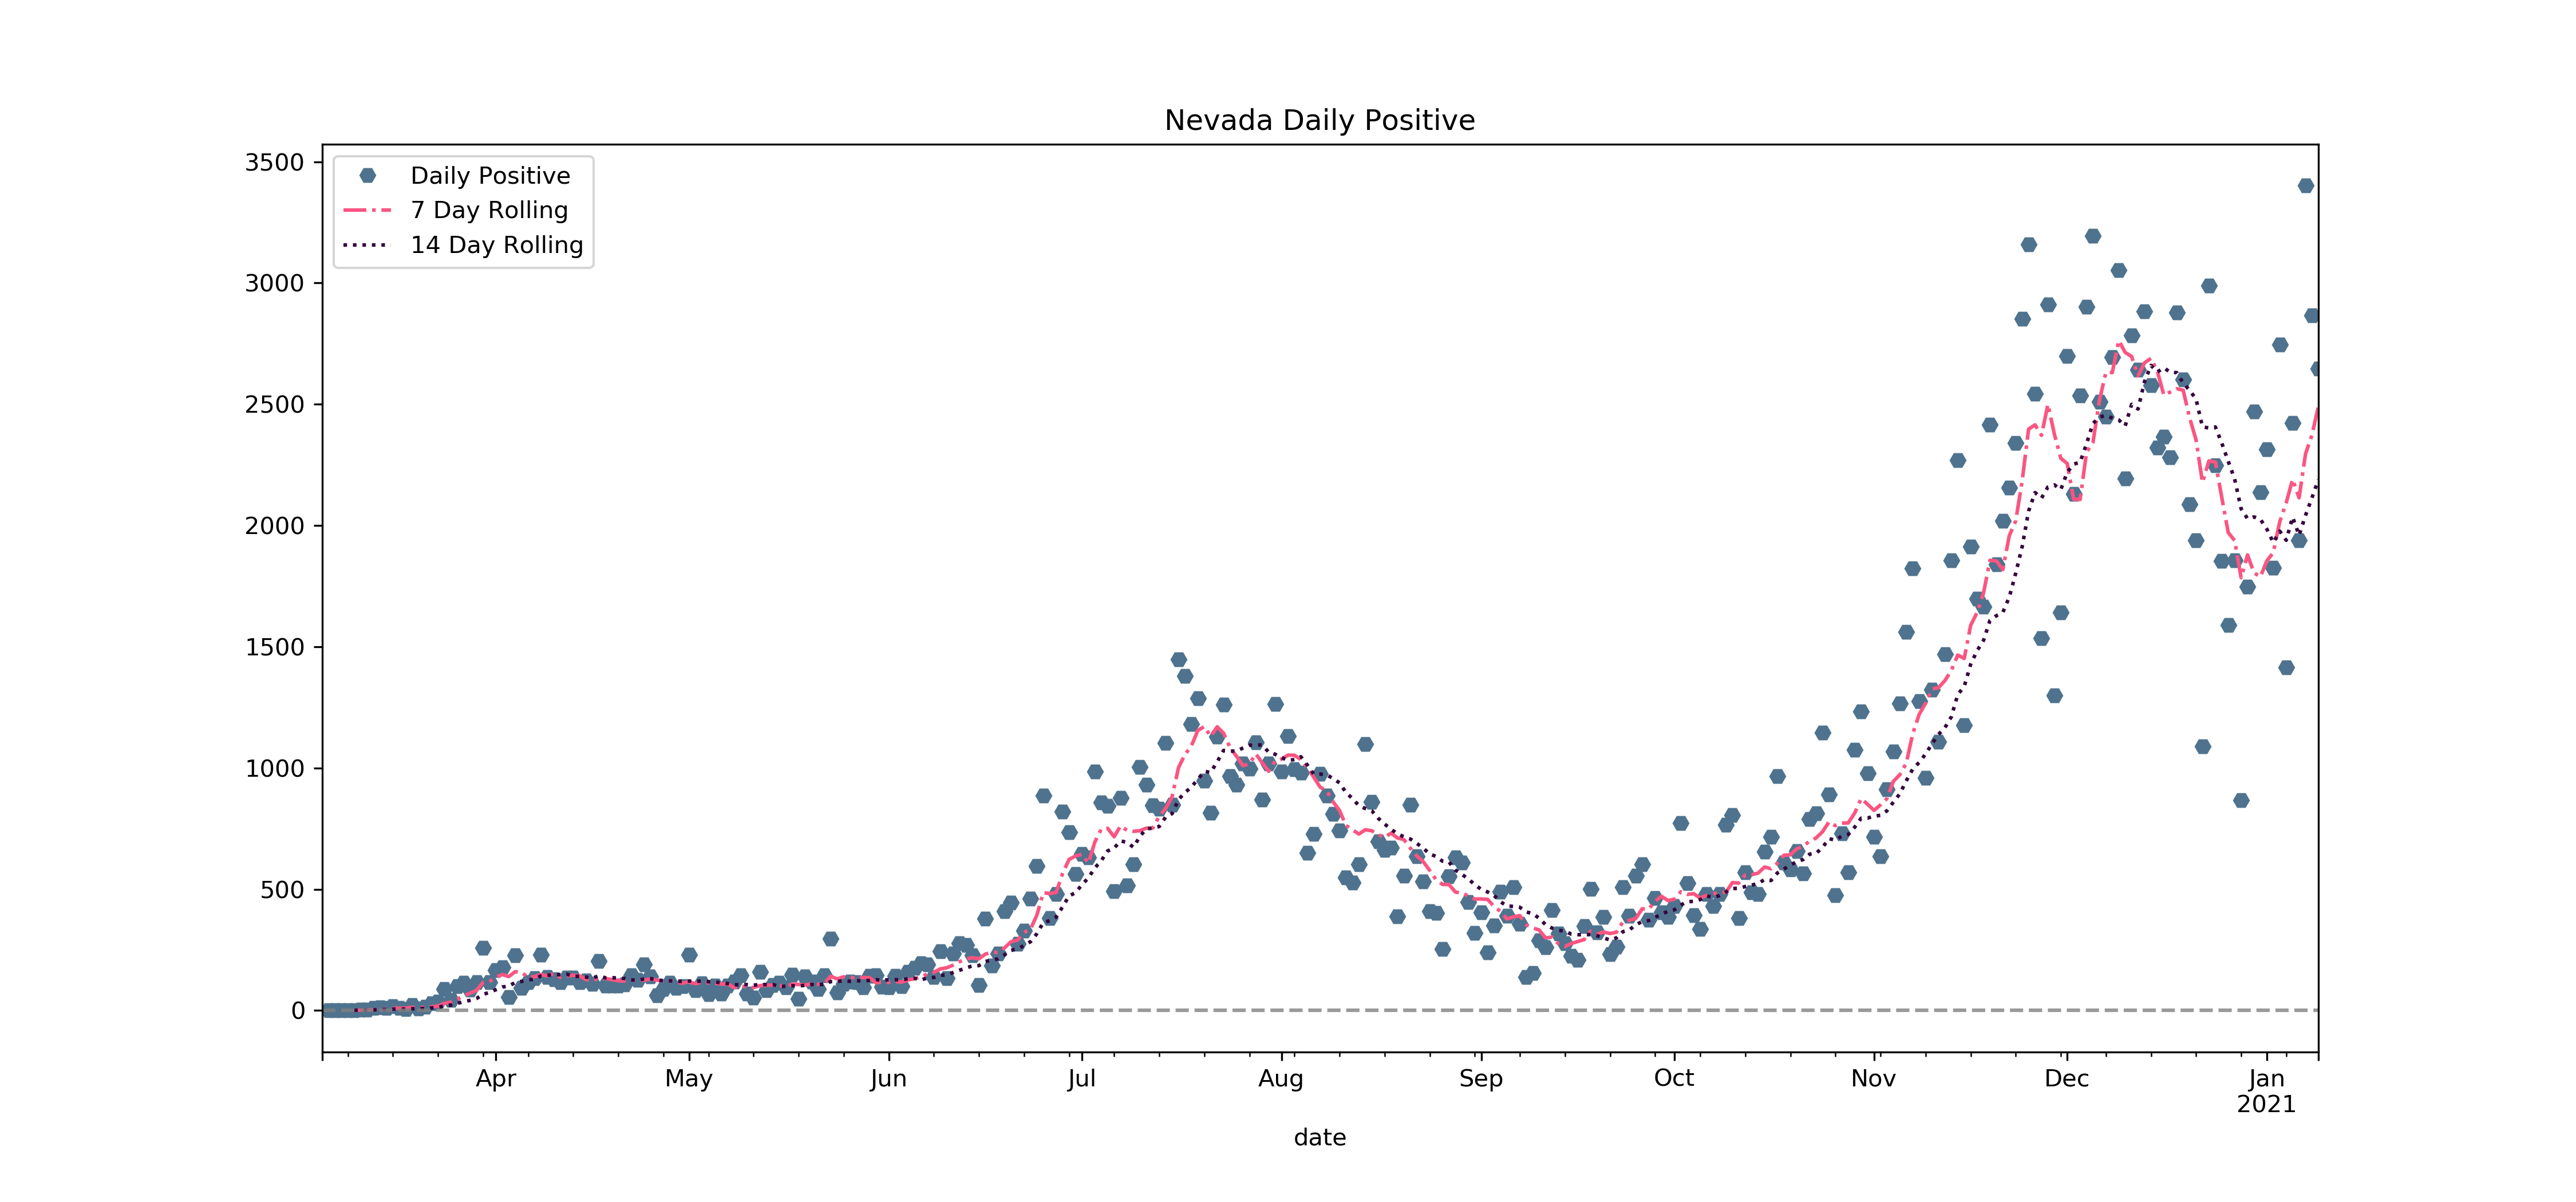 Nevada Daily Positive
3500
3000
2500
2000
1500
1000
500
0
Daily Positive
7 Day Rolling
14 Day Rolling
Apr May Jun Jul Aug Sep Oct Nov Dec Jan
2021
date